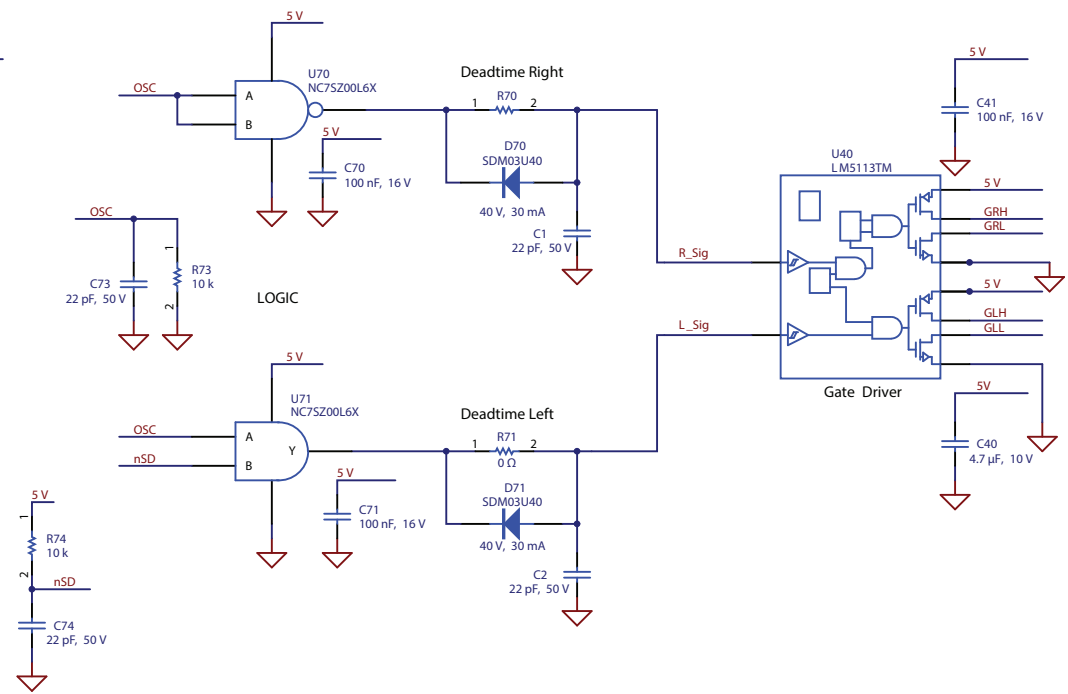 5 V
OSC
A
B
U70
NC7SZ00L6X
5 V
C70
100 nF, 16 V
Deadtime Right
R70
1
2
D70
SDM03U40
40 V, 30 mA
C1
22 pF, 50 V
5 V
C41
100 nF, 16 V
U40
LM5113TM
5 V
GRH
GRL
5 V
GLH
GLL
R_Sig
L_Sig
Gate Driver
5V
C40
4.7 µF, 10 V
OSC
C73
22 pF, 50 V
1
R73
10 k
2
LOGIC
5 V
U71
NC7SZ00L6X
OSC
nSD
A
B
Y
5 V
C71
100 nF, 16 V
Deadtime Left
R71
1
2
0 Ω
D71
SDM03U40
40 V, 30 mA
C2
22 pF, 50 V
5 V
1
R74
10 k
2
nSD
C74
22 pF, 50 V